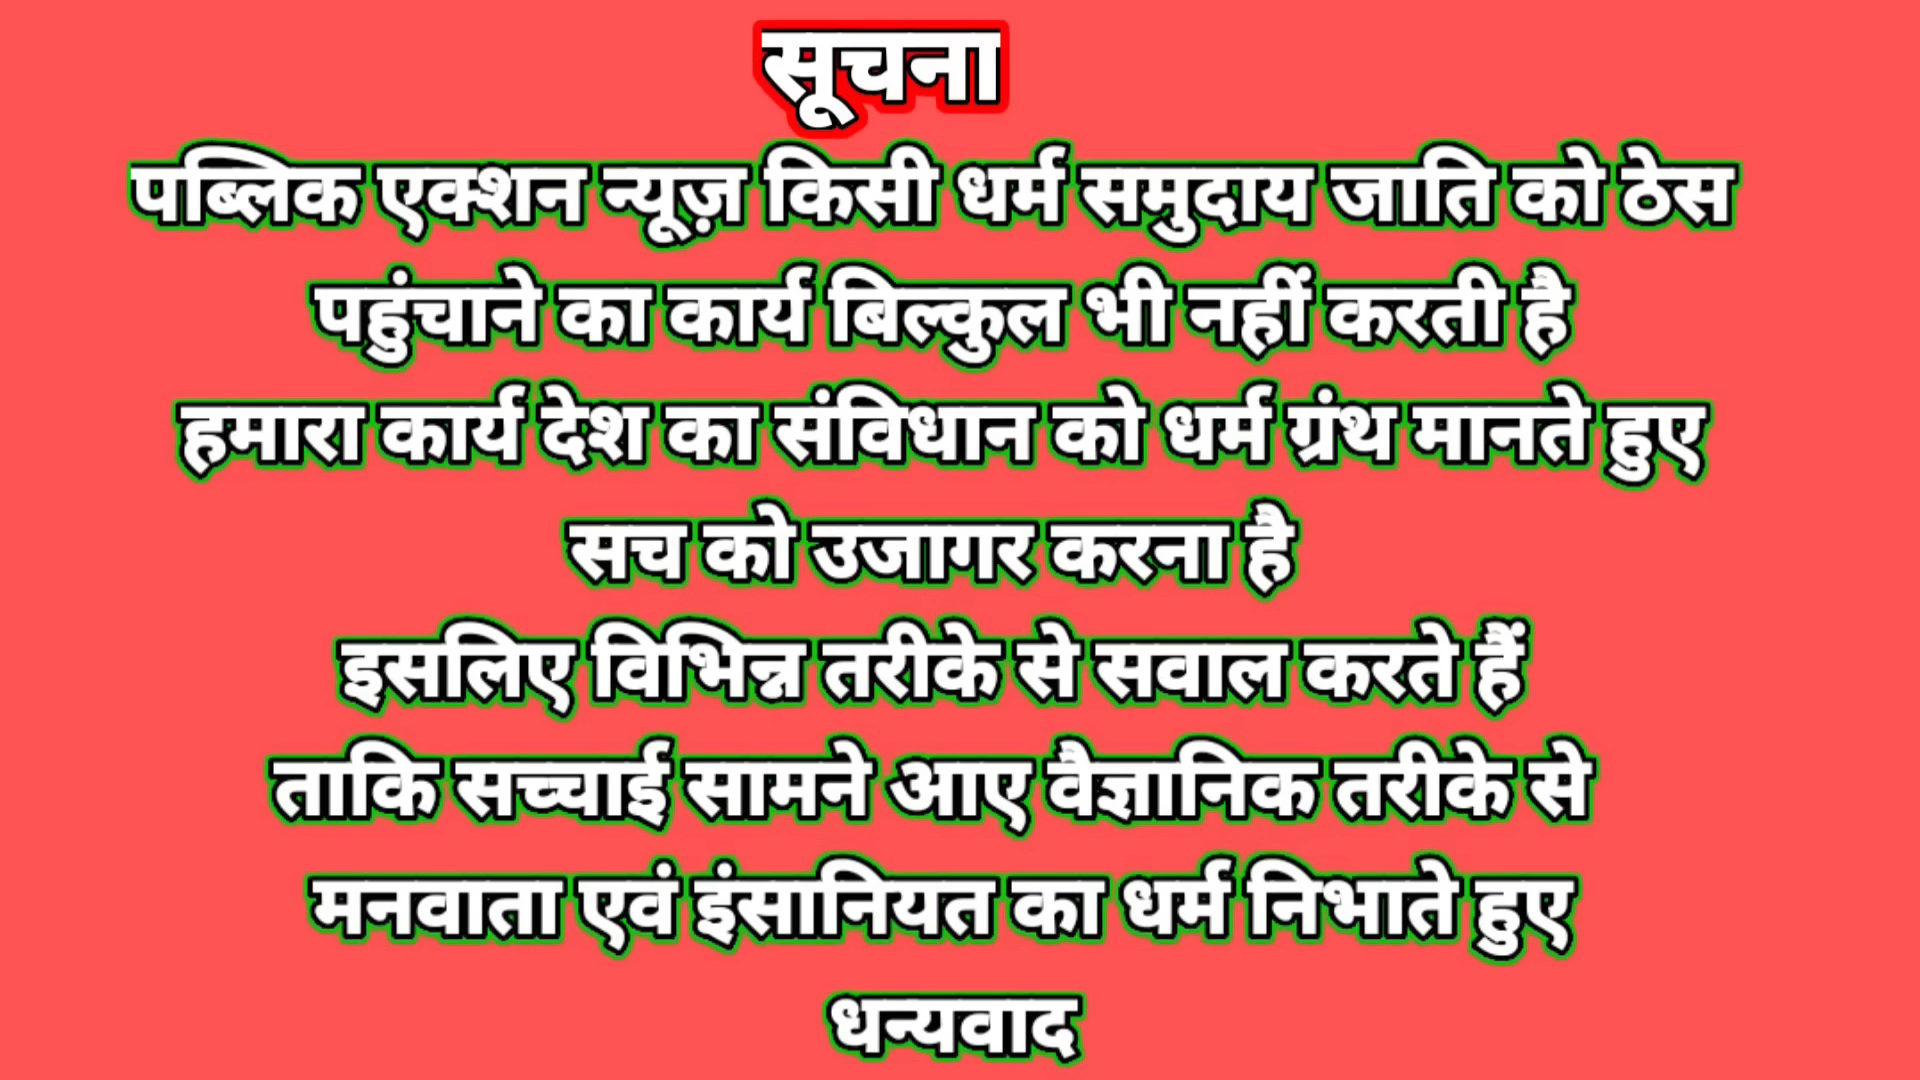 सूचना
पब्लिक एक्शन न्यूज़ किसी धर्म समुदाय जाति को ठेस
पहुंचाने का कार्य बिल्कुल भी नहीं करती है
हमारा कार्य देश का संविधान को धर्म ग्रंथ मानते हुए
सच को उजागर करना है
इसलिए विभिन्न तरीके से सवाल करते हैं
ताकि सच्चाई सामने आए वैज्ञानिक तरीके से
मनवाता एवं इंसानियत का धर्म निभाते हुए
धन्यवाद